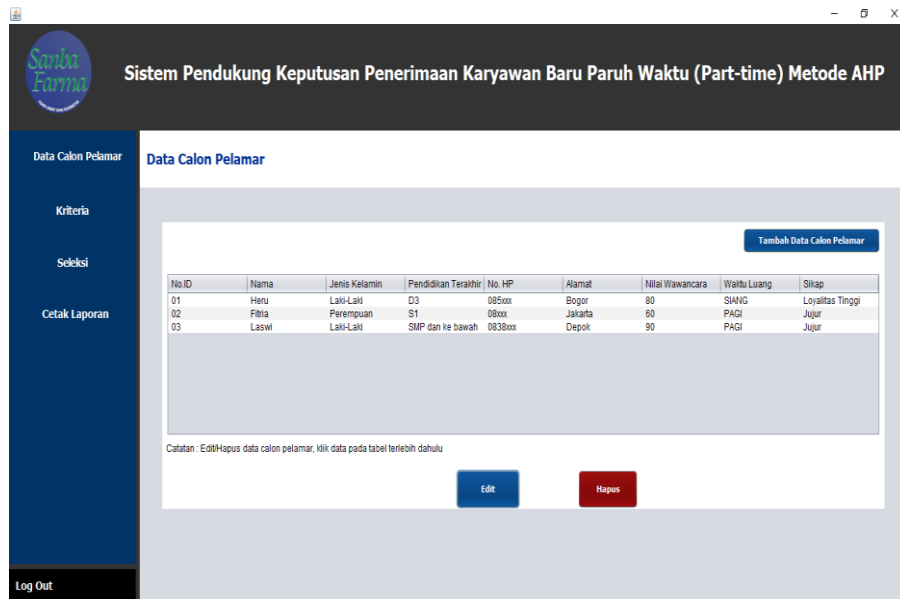 Sanba
Farma
Sistem Pendukung Keputusan Penerimaan Karyawan Baru Paruh Waktu (Part-time) Metode AHP
Data Calon Pelamar
Kriteria
Seleksi
Cetak Laporan
Log Out
Data Calon Pelamar
Tambah Data Calon Pelamar
No.ID Nama Jenis Kelamin Pendidikan Terakhir No. HP Alamat Nilai Wawancara Waktu Luang Sikap
01 Heru Laki-Laki D3 085xxx Bogor 80 SIANG Loyalitas Tinggi
02 Fitria Perempuan S1 08xxx Jakarta 60 PAGI Jujur
03 Laswi Laki-Laki SMP dan ke bawah 0838xxx Depok 90 PAGI Jujur
Catatan : Edit/Hapus data calon pelamar, klik data pada tabel terlebih dahulu
Edit Hapus